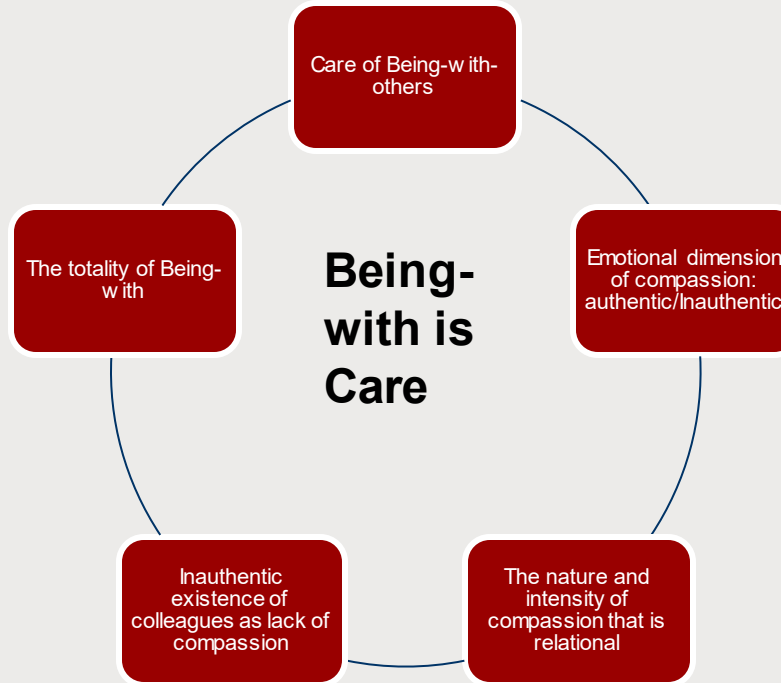 Care of Being-with-
others
Emotional dimension
of compassion:
authentic/Inauthentic
The nature and
intensity of
compassion that is
relational
Inauthentic
existence of
colleagues as lack of
compassion
The totality of Being-
with
Being-
with is
Care